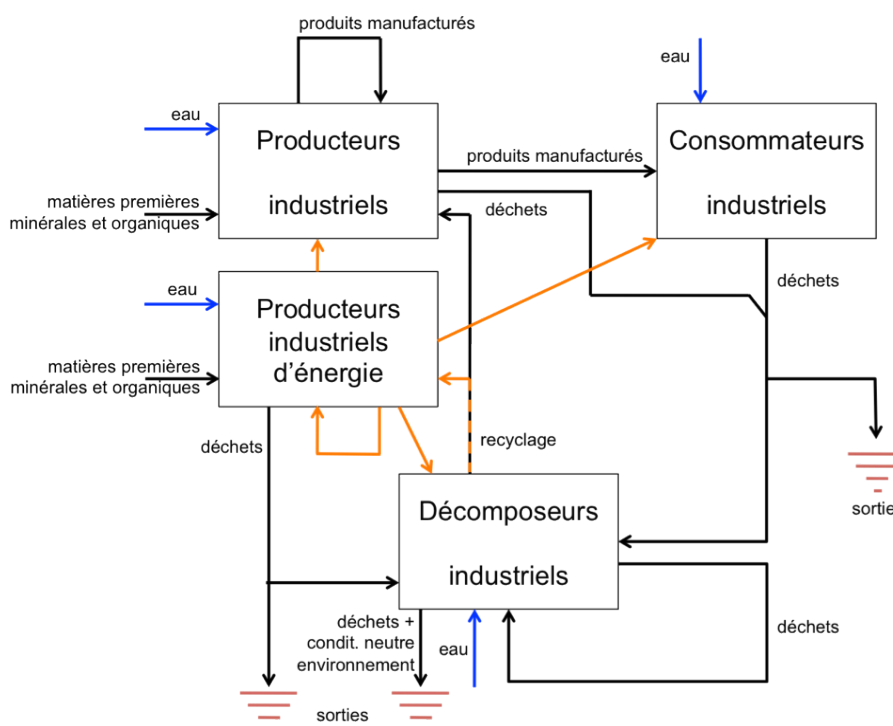 produits manufacturés
eau
eau
Producteurs
industriels
Consommateurs
industriels
produits manufacturés
matières premières
minérales et organiques
déchets
déchets
eau
Producteurs
industriels
d'énergie
matières premières
minérales et organiques
déchets
recyclage
sortie
Décomposeurs
industriels
déchets +
condit. neutre
environnement
eau
déchets
sorties